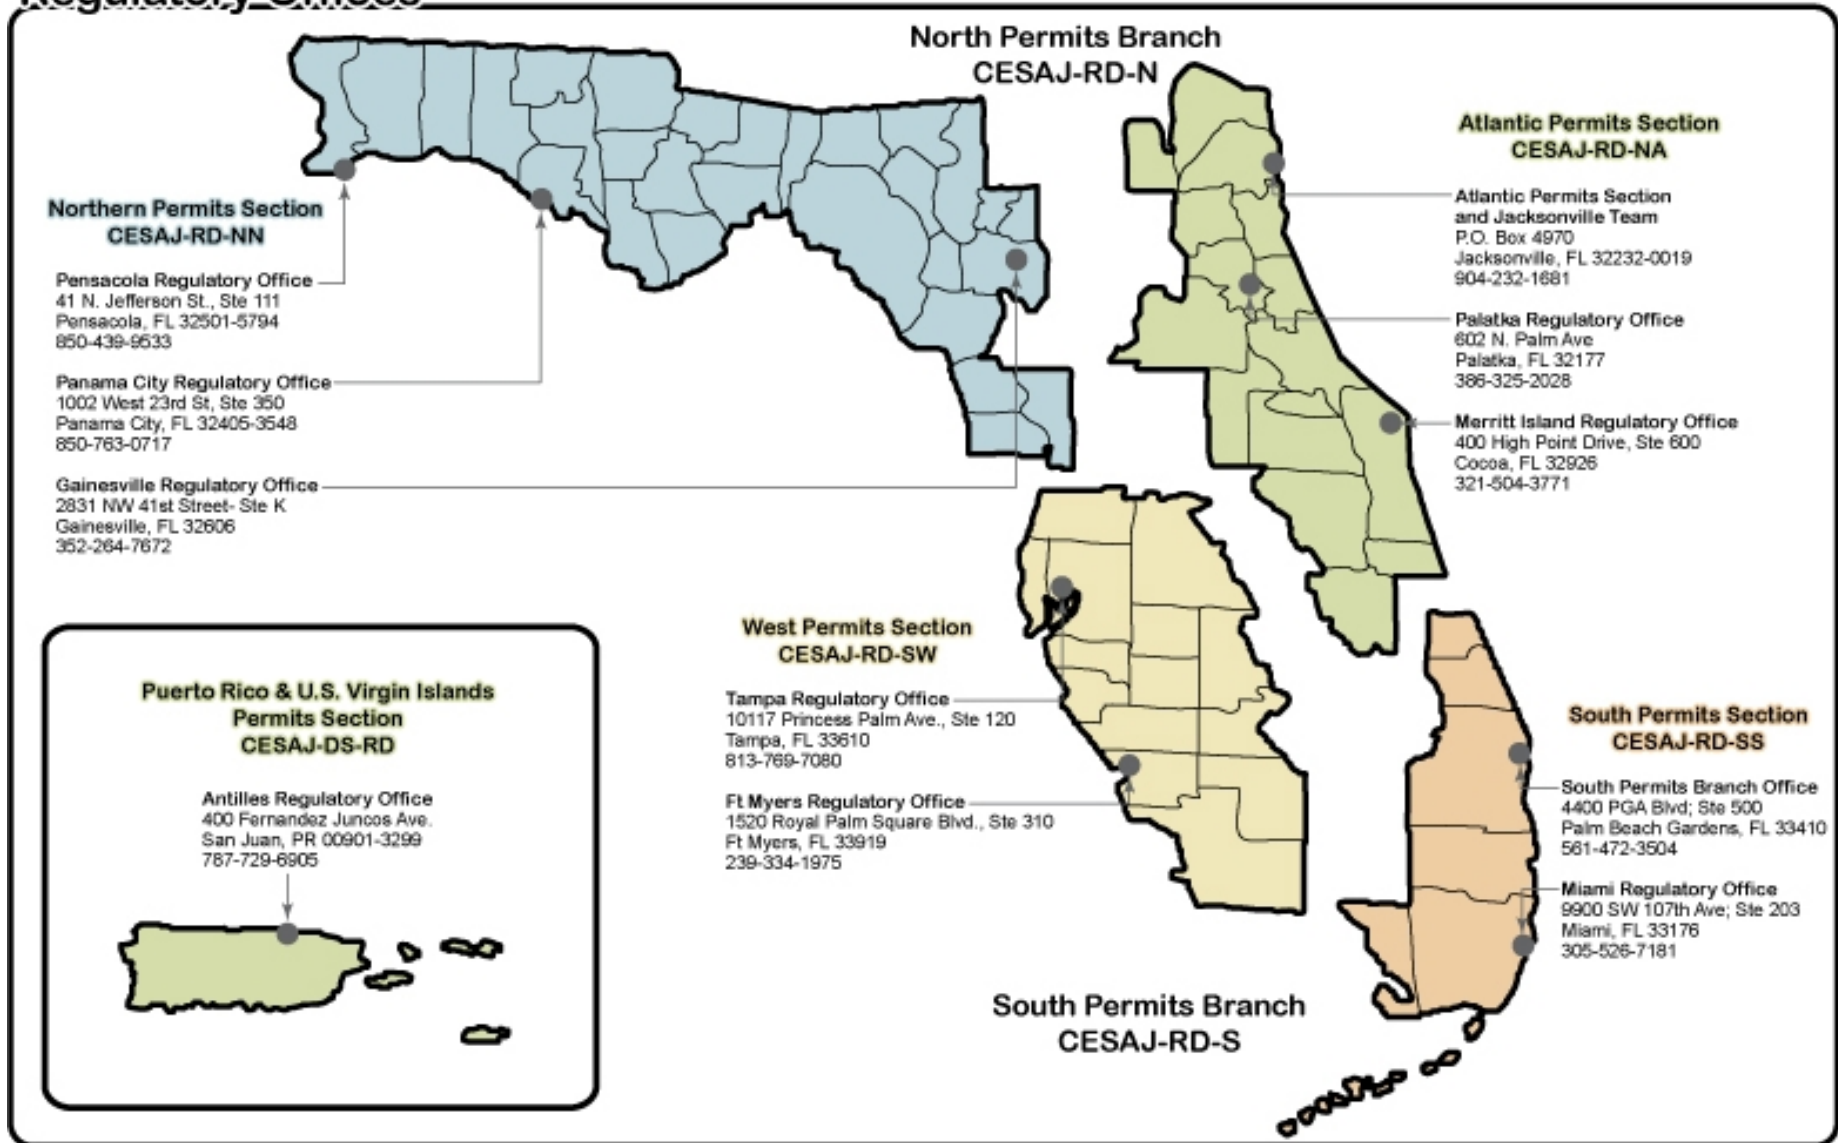 Regulatory Offices
North Permits Branch
CESAJ-RD-N
Northern Permits Section
CESAJ-RD-NN
Pensacola Regulatory Office
41 N. Jefferson St., Ste 111
Pensacola, FL 32501-5794
850-439-9533
Panama City Regulatory Office
1002 West 23rd St, Ste 350
Panama City, FL 32405-3548
850-763-0717
Gainesville Regulatory Office
2831 NW 41st Street- Ste K
Gainesville, FL 32606
352-264-7672
Atlantic Permits Section
CESAJ-RD-NA
Atlantic Permits Section
and Jacksonville Team
P.O. Box 4970
Jacksonville, FL 32232-0019
904-232-1681
Palatka Regulatory Office
602 N. Palm Ave
Palatka, FL 32177
386-325-2028
Merritt Island Regulatory Office
400 High Point Drive, Ste 600
Cocoa, FL 32926
321-504-3771
Puerto Rico & U.S. Virgin Islands
Permits Section
CESAJ-DS-RD
Antilles Regulatory Office
400 Fernandez Juncos Ave.
San Juan, PR 00901-3299
787-729-6905
West Permits Section
CESAJ-RD-SW
Tampa Regulatory Office
10117 Princess Palm Ave., Ste 120
Tampa, FL 33610
813-769-7080
Ft Myers Regulatory Office
1520 Royal Palm Square Blvd., Ste 310
Ft Myers, FL 33919
239-334-1975
South Permits Section
CESAJ-RD-SS
South Permits Branch Office
4400 PGA Blvd; Ste 500
Palm Beach Gardens, FL 33410
561-472-3504
Miami Regulatory Office
9900 SW 107th Ave; Ste 203
Miami, FL 33176
305-526-7181
South Permits Branch
CESAJ-RD-S